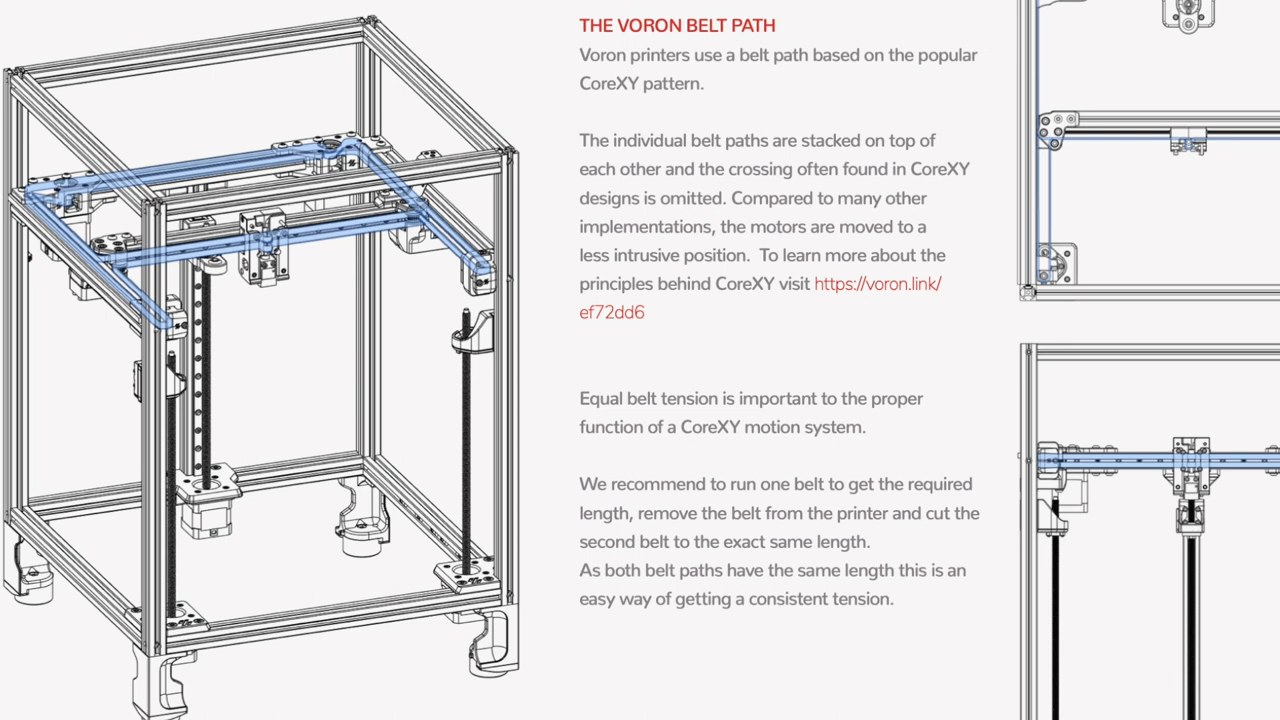 THE VORON BELT PATH
Voron printers use a belt path based on the popular
CoreXY pattern.
The individual belt paths are stacked on top of
each other and the crossing often found in CoreXY
designs is omitted. Compared to many other
implementations, the motors are moved to a
less intrusive position.  To learn more about the
principles behind CoreXY visit https://voron.link/
ef72dd6
Equal belt tension is important to the proper
function of a CoreXY motion system.
We recommend to run one belt to get the required
length, remove the belt from the printer and cut the
second belt to the exact same length.
As both belt paths have the same length this is an
easy way of getting a consistent tension.